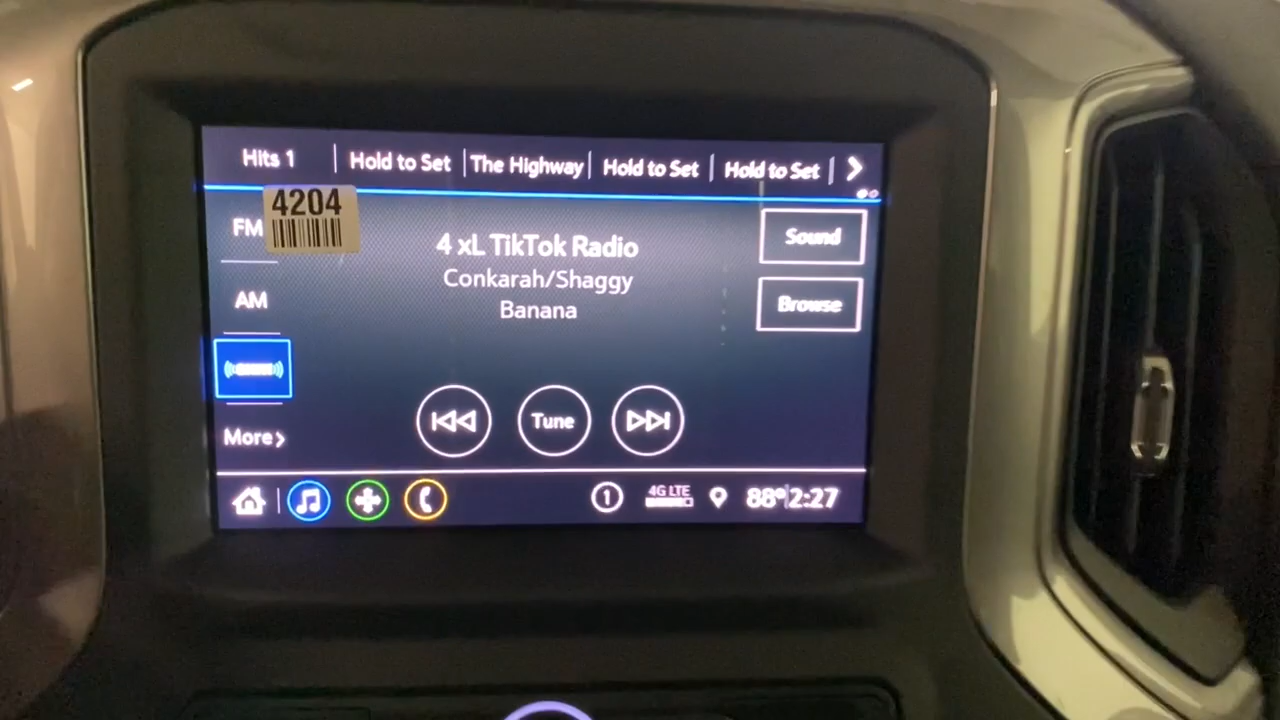 Hits 1
Hold to Set
The Highway
Hold to Set
Hold to Set
4204
FM
AM
More
4 xL TikTok Radio
Conkarah/Shaggy
Banana
Sound
Browse
Tune
1
4G LTE
88° 2:27